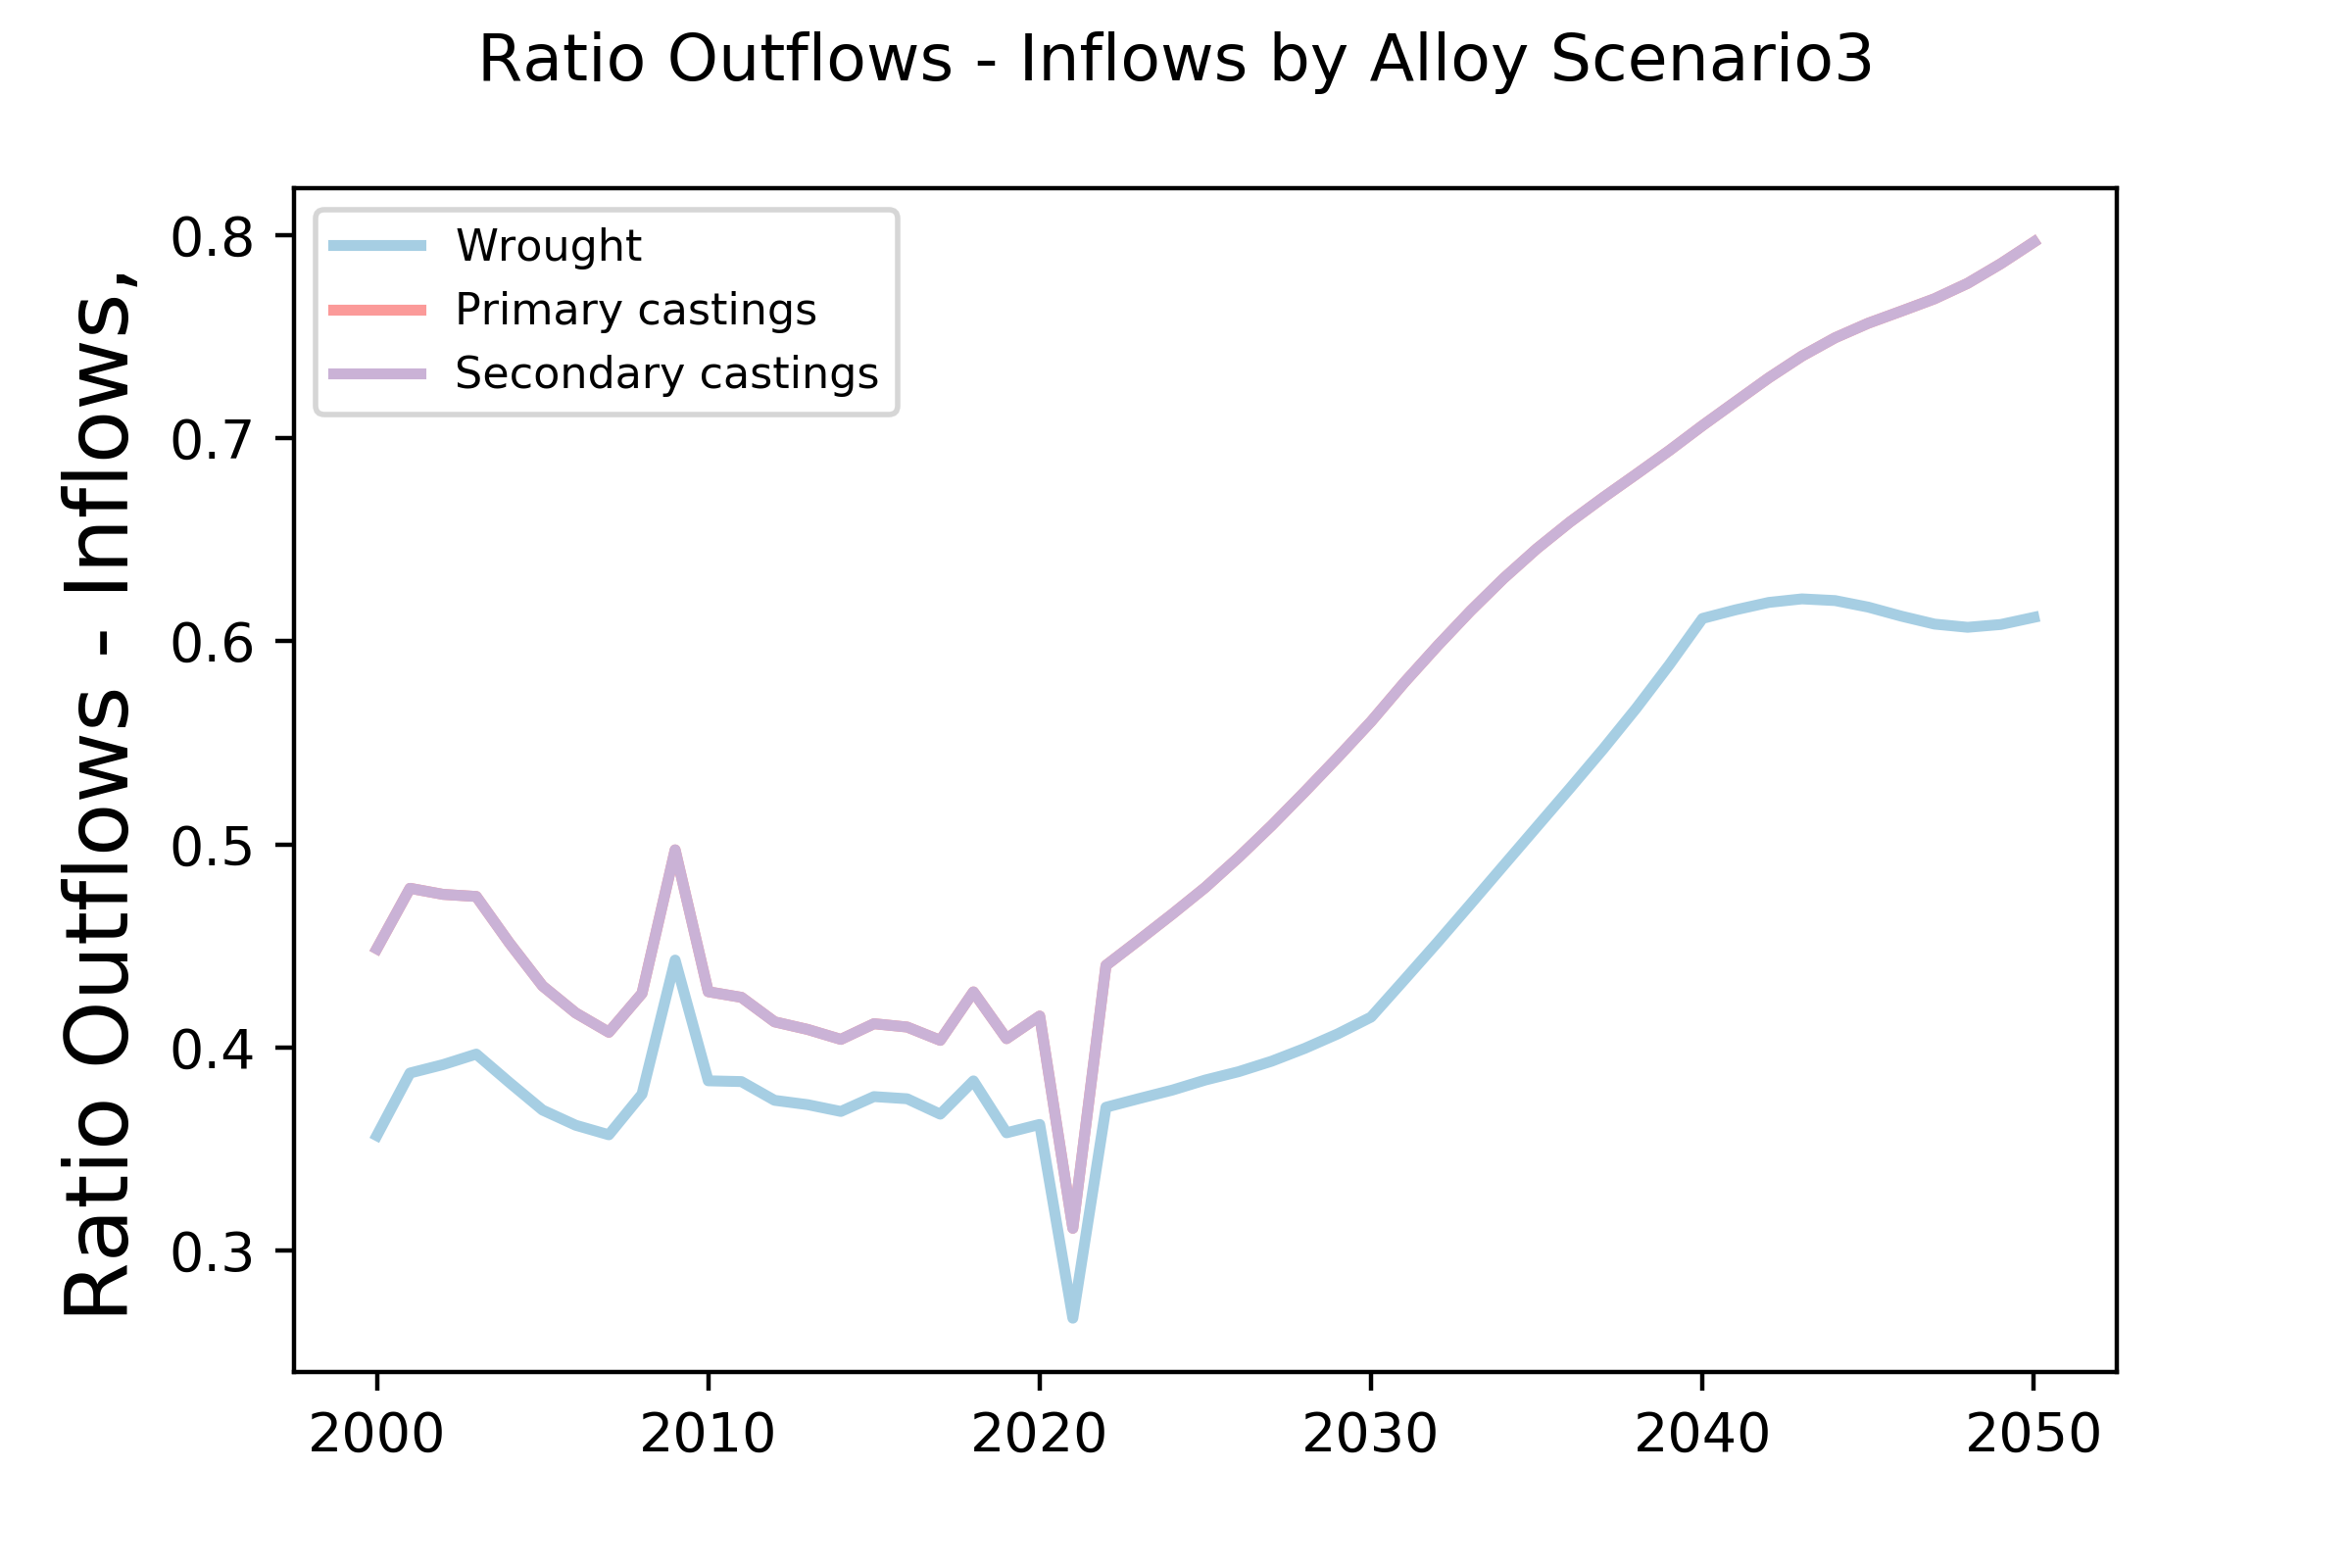 Ratio Outflows - Inflows by Alloy Scenario3
Ratio Outflows - Inflows,
0.8
0.7
0.6
0.5
0.4
0.3
Wrought
Primary castings
Secondary castings
2000 2010 2020 2030 2040 2050